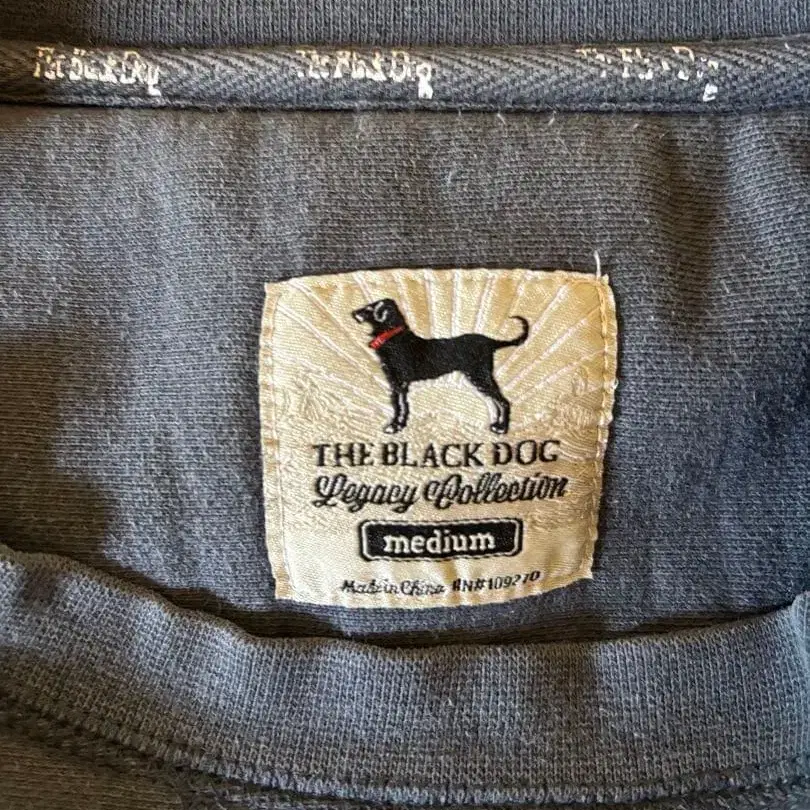 The Black Dog The Black Dog The Black Dog
THE BLACK DOG
Legacy Collection
medium
Made in China RN#109270